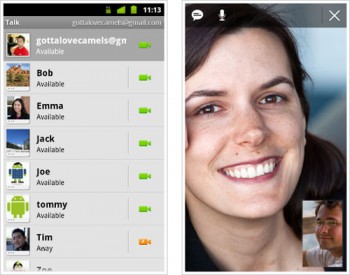 11:13
Talk gottalovecamels@gmail.com
gottalovecamels@gm
Available
Bob
Available
Emma
Available
Jack
Available
Joe
Available
tommy
Available
Tim
Away
Zoe